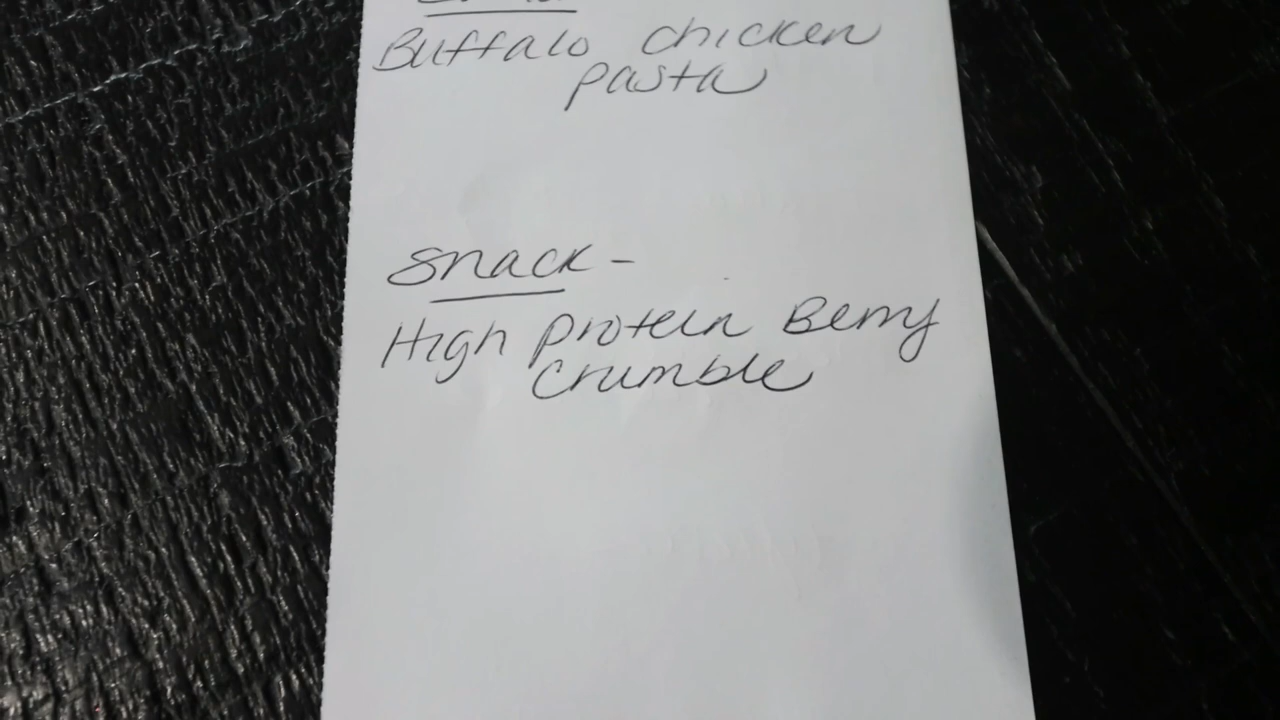 Buffalo chicken
pasta
Snack -
High protein Berry
Crumble